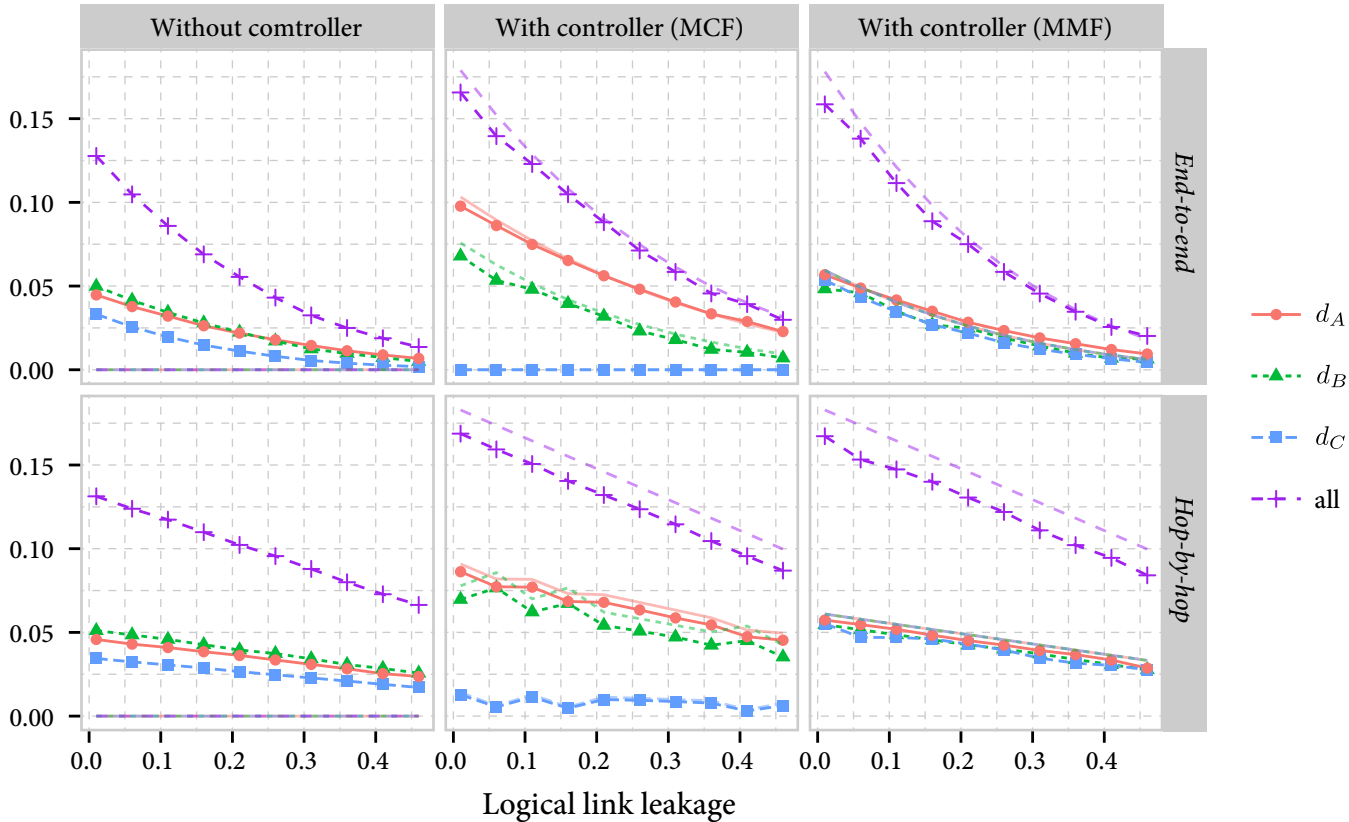 Without comtroller
With controller (MCF)
With controller (MMF)
0.15
0.10
0.05
0.00
End-to-end
0.15
0.10
0.05
0.00
Hop-by-hop
0.0 0.1 0.2 0.3 0.4
0.0 0.1 0.2 0.3 0.4
0.0 0.1 0.2 0.3 0.4
Logical link leakage
d_A
d_B
d_C
all